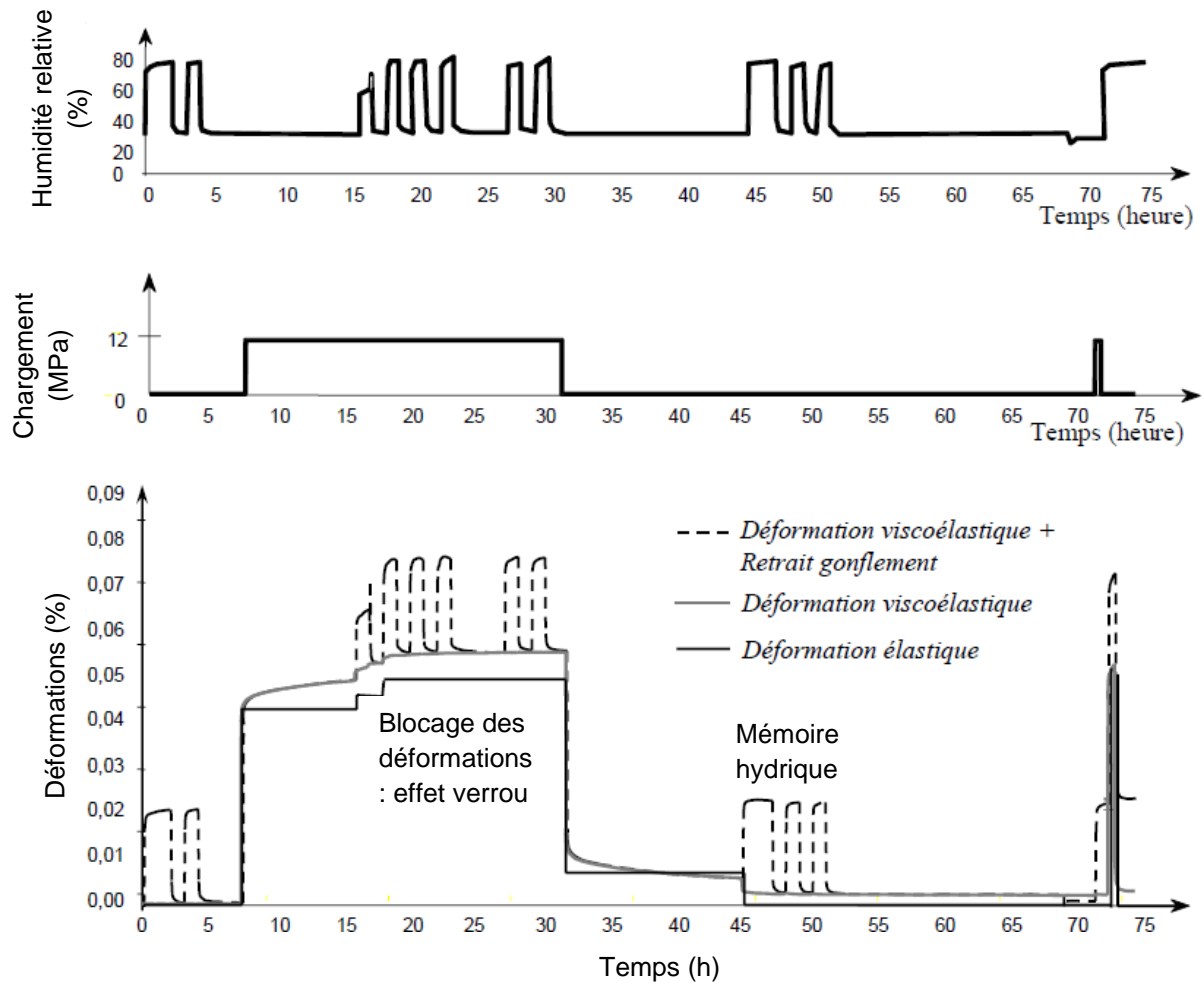 Humidité relative
(%)
80
60
40
20
0
0 5 10 15 20 25 30 35 40 45 50 55 60 65 70 75
Temps (heure)
Chargement
(MPa)
12
0
0 5 10 15 20 25 30 35 40 45 50 55 60 65 70 75
Temps (heure)
Déformations (%)
0,09
0,08
0,07
0,06
0,05
0,04
0,03
0,02
0,01
0,00
Déformation viscoélastique +
Retrait gonflement
Déformation viscoélastique
Déformation élastique
Blocage des
déformations
: effet verrou
Mémoire
hydrique
0 5 10 15 20 25 30 35 40 45 50 55 60 65 70 75
Temps (h)